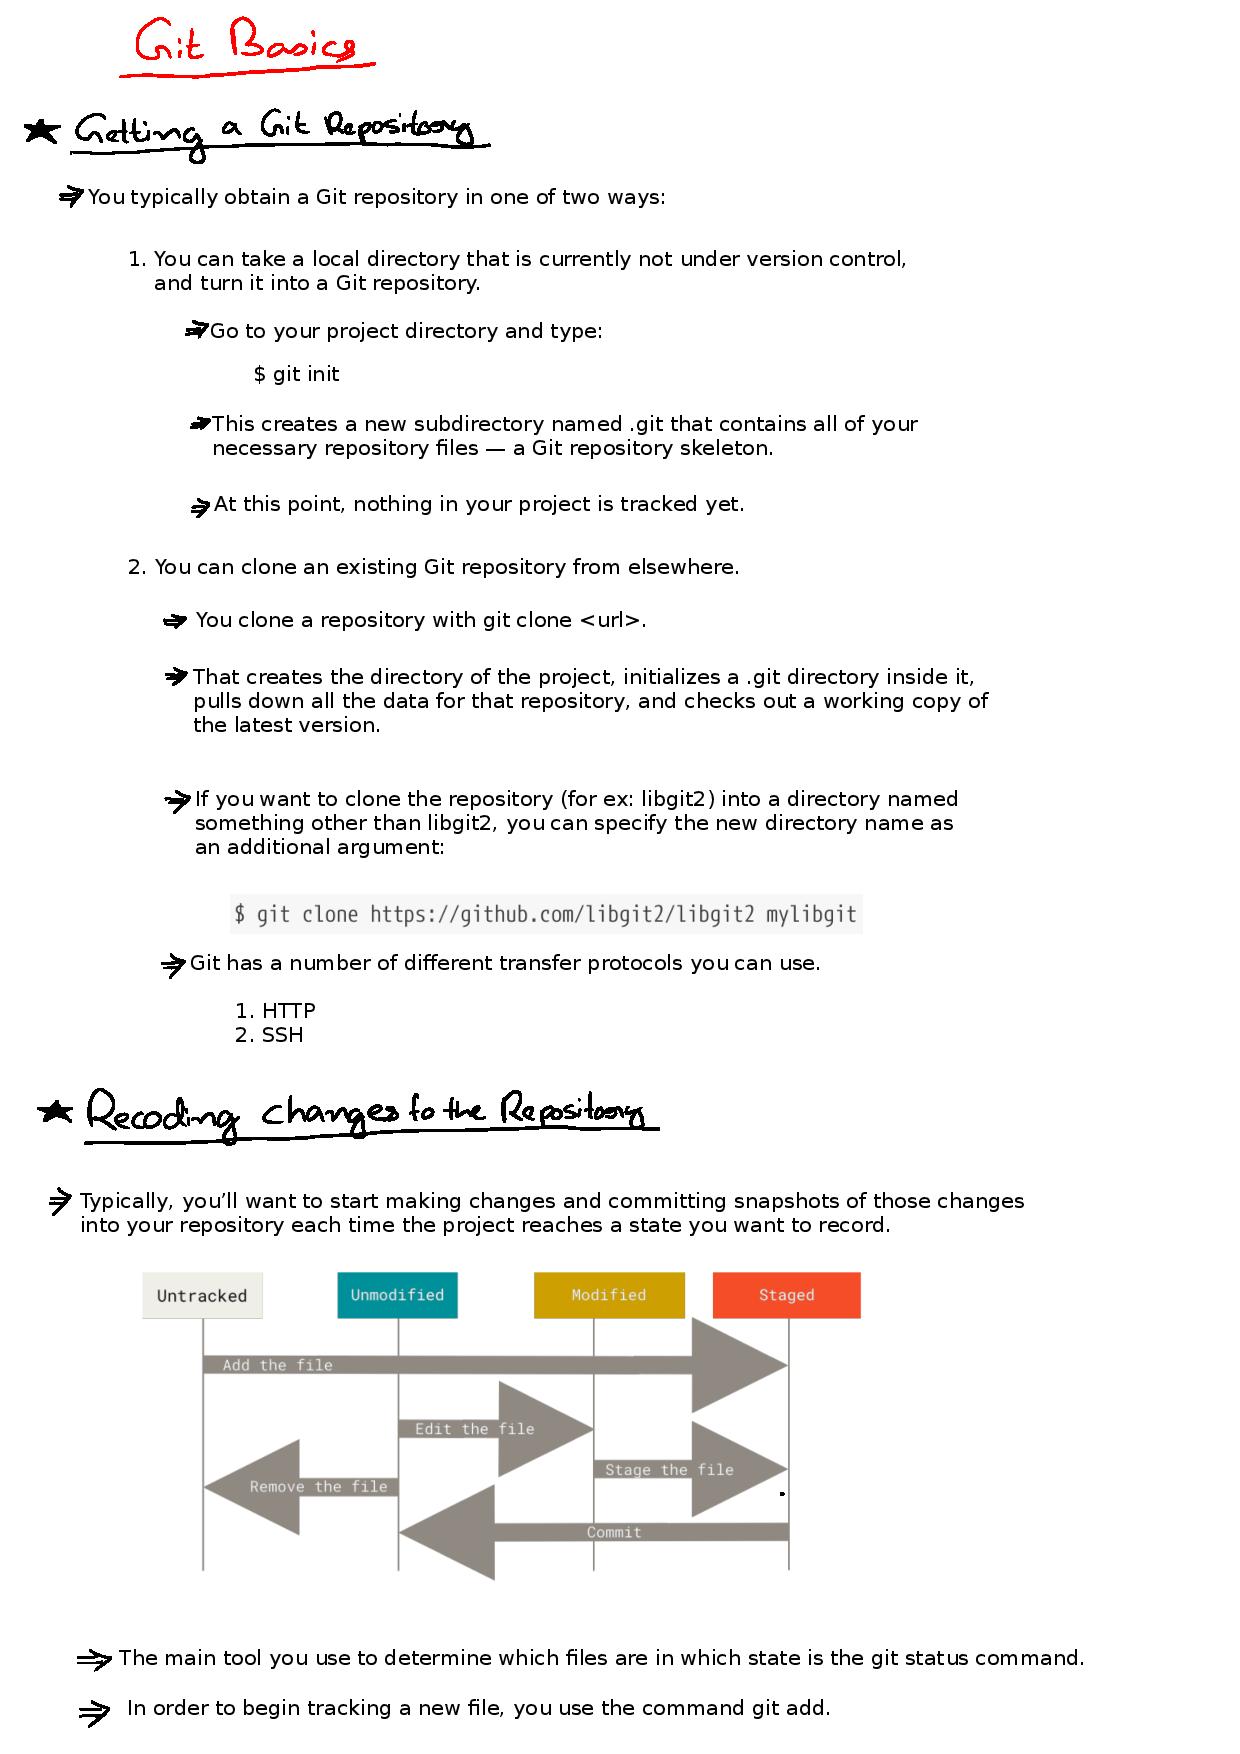 Git Basics
Getting a Git Repository
You typically obtain a Git repository in one of two ways:
1. You can take a local directory that is currently not under version control,
and turn it into a Git repository.
Go to your project directory and type:
$ git init
This creates a new subdirectory named .git that contains all of your
necessary repository files — a Git repository skeleton.
At this point, nothing in your project is tracked yet.
2. You can clone an existing Git repository from elsewhere.
You clone a repository with git clone <url>.
That creates the directory of the project, initializes a .git directory inside it,
pulls down all the data for that repository, and checks out a working copy of
the latest version.
If you want to clone the repository (for ex: libgit2) into a directory named
something other than libgit2, you can specify the new directory name as
an additional argument:
$ git clone https://github.com/libgit2/libgit2 mylibgit
Git has a number of different transfer protocols you can use.
1. HTTP
2. SSH
Recoding changes to the Repository
Typically, you’ll want to start making changes and committing snapshots of those changes
into your repository each time the project reaches a state you want to record.
Untracked Unmodified Modified Staged
Add the file
Edit the file
Stage the file
Remove the file
Commit
The main tool you use to determine which files are in which state is the git status command.
In order to begin tracking a new file, you use the command git add.